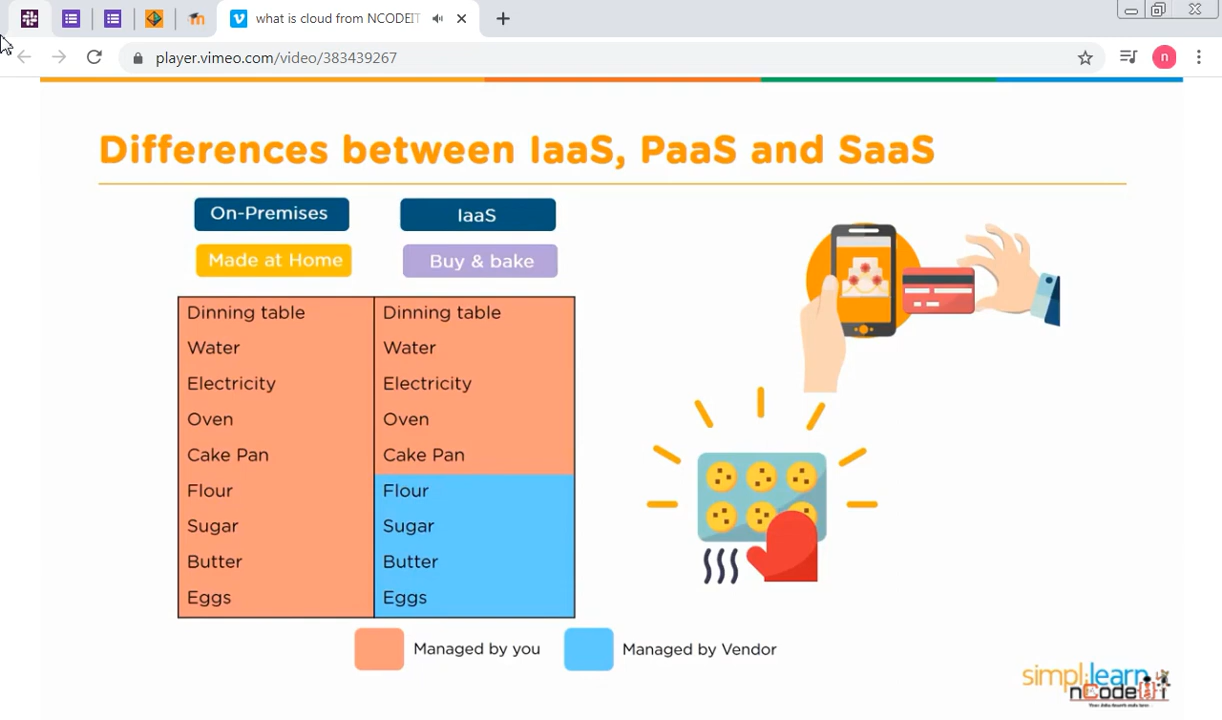 what is cloud from NCODEIT
player.vimeo.com/video/383439267
n
Differences between IaaS, PaaS and SaaS
On-Premises
IaaS
Made at Home
Buy & bake
Dinning table
Dinning table
Water
Water
Electricity
Electricity
Oven
Oven
Cake Pan
Cake Pan
Flour
Flour
Sugar
Sugar
Butter
Butter
Eggs
Eggs
Managed by you
Managed by Vendor
simplilearn